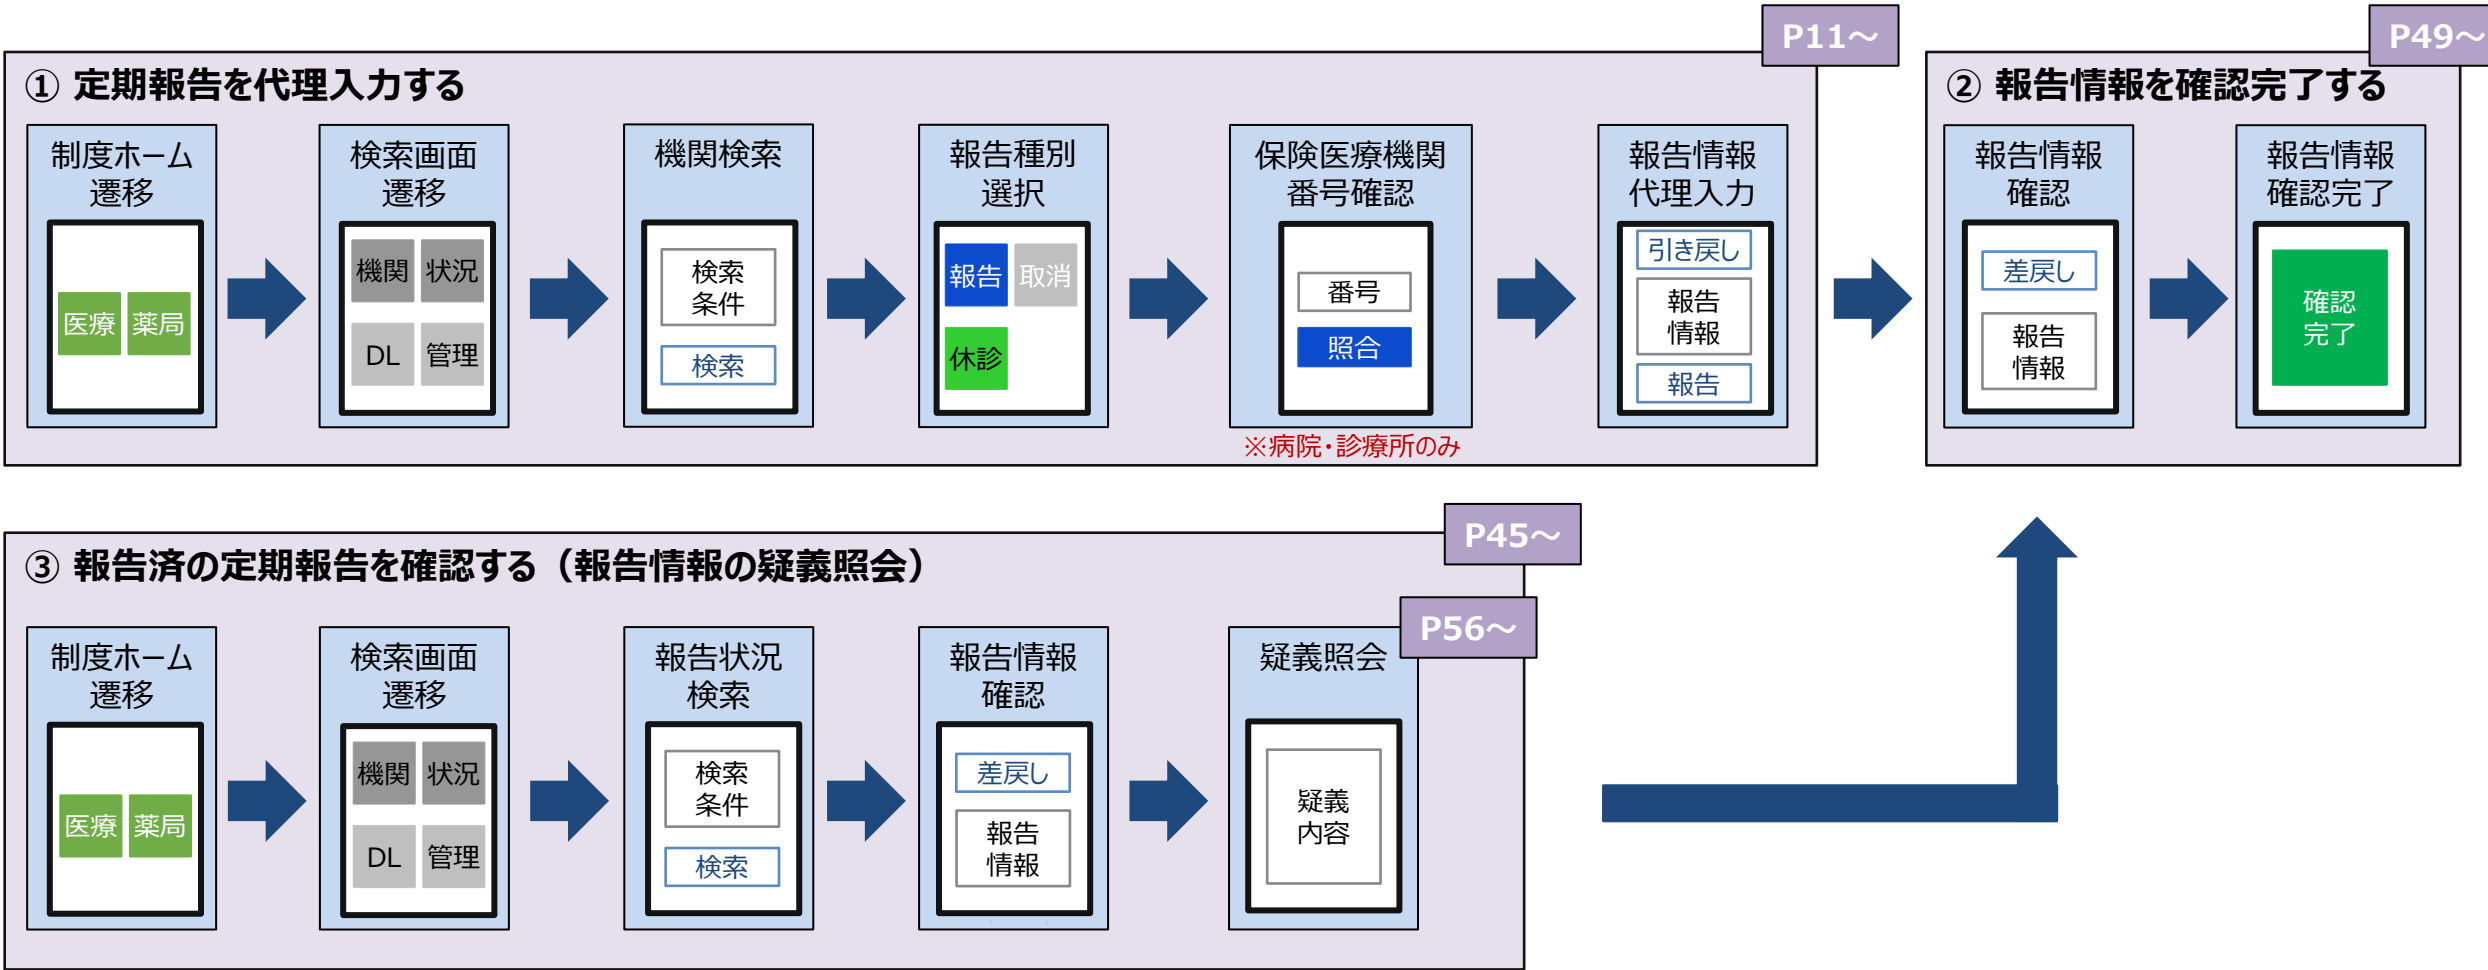 P11～
① 定期報告を代理入力する
制度ホーム
遷移
医療
薬局
検索画面
遷移
機関
状況
DL
管理
機関検索
検索
条件
検索
報告種別
選択
報告
取消
休診
保険医療機関
番号確認
番号
照合
※病院・診療所のみ
報告情報
代理入力
引き戻し
報告
情報
報告
P49～
② 報告情報を確認完了する
報告情報
確認
差戻し
報告
情報
報告情報
確認完了
確認
完了
P45～
③ 報告済の定期報告を確認する（報告情報の疑義照会）
制度ホーム
遷移
医療
薬局
検索画面
遷移
機関
状況
DL
管理
報告状況
検索
検索
条件
検索
報告情報
確認
差戻し
報告
情報
P56～
疑義照会
疑義
内容